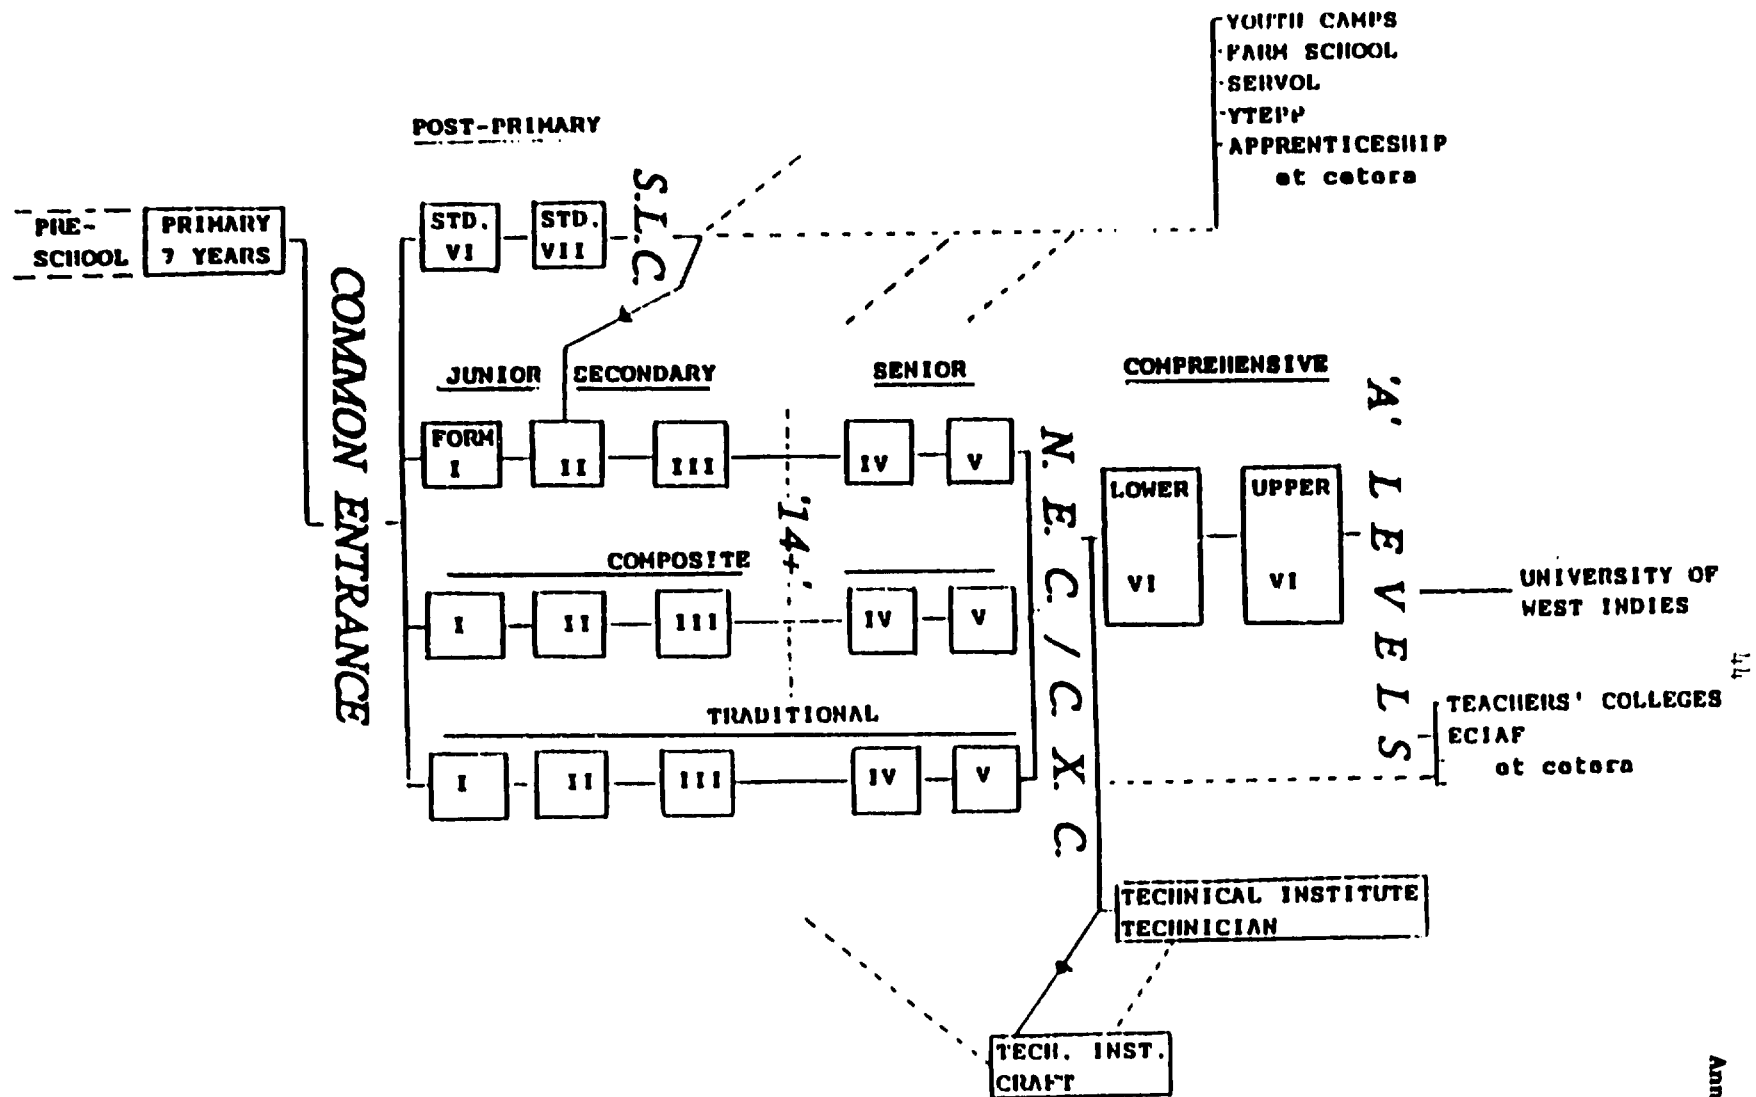 YOUTH CAMPS
FARM SCHOOL
SERVOL
YTEPP
APPRENTICESHIP
et cetera
POST-PRIMARY
PRE-
SCHOOL
PRIMARY
7 YEARS
COMMON ENTRANCE
STD.
VI
STD.
VII
S.L.C.
JUNIOR SECONDARY
SENIOR
COMPREHENSIVE
FORM
I
II
III
IV
V
'14+'
N.E.C./C.X.C.
LOWER
VI
UPPER
VI
'A' LEVELS
COMPOSITE
I
II
III
IV
V
UNIVERSITY OF
WEST INDIES
44
TRADITIONAL
I
II
III
IV
V
TEACHERS' COLLEGES
ECIAF
et cetera
TECHNICAL INSTITUTE
TECHNICIAN
TECH. INST.
CRAFT